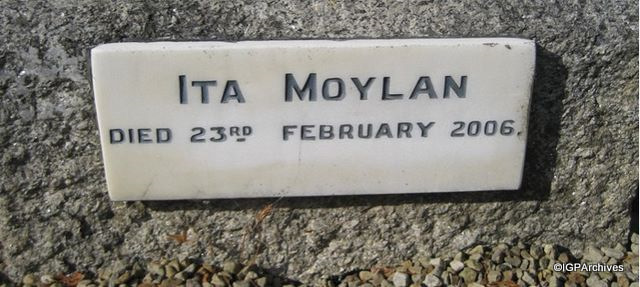 ITA MOYLAN
DIED 23RD FEBRUARY 2006.
©IGPArchives